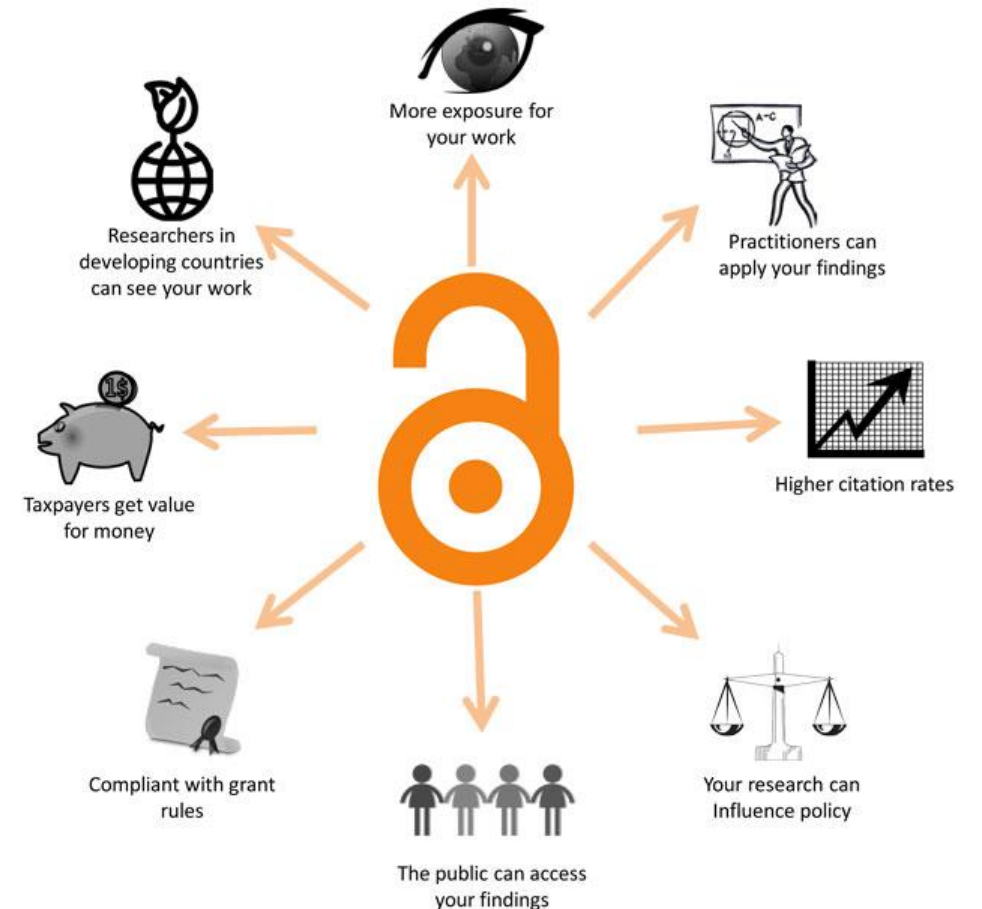 More exposure for
your work
A-C
Practitioners can
apply your findings
Higher citation rates
Your research can
Influence policy
The public can access
your findings
Compliant with grant
rules
1$
Taxpayers get value
for money
Researchers in
developing countries
can see your work